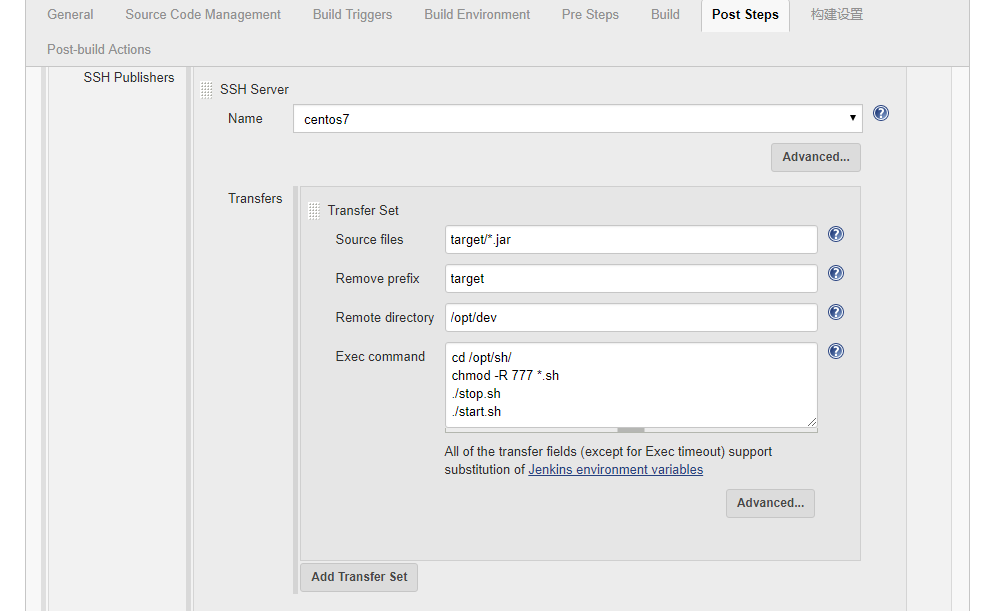 General Source Code Management Build Triggers Build Environment Pre Steps Build Post Steps 构建设置
Post-build Actions
SSH Publishers
SSH Server
Name centos7
Advanced...
Transfers
Transfer Set
Source files target/*.jar
Remove prefix target
Remote directory /opt/dev
Exec command cd /opt/sh/
chmod -R 777 *.sh
./stop.sh
./start.sh
All of the transfer fields (except for Exec timeout) support
substitution of Jenkins environment variables
Advanced...
Add Transfer Set